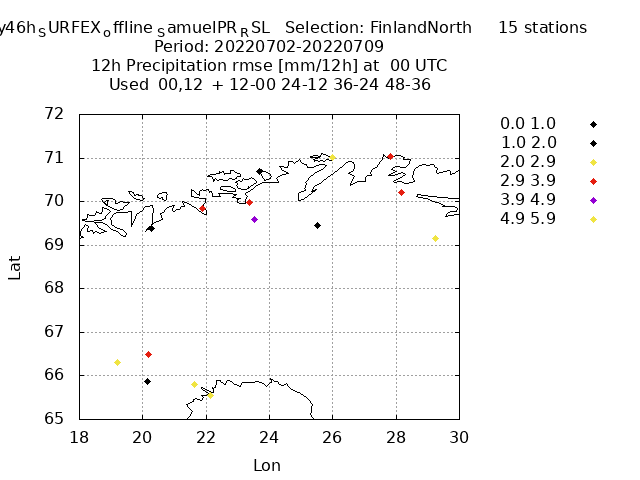 y46hSURFEXoffline SamuelPRRSL Selection: FinlandNorth 15 stations
Period: 20220702-20220709
12h Precipitation rmse [mm/12h] at 00 UTC
Used 00,12 + 12-00 24-12 36-24 48-36
72
71
70
69
68
67
66
65
Lat
18 20 22 24 26 28 30
Lon
0.0 1.0
1.0 2.0
2.0 2.9
2.9 3.9
3.9 4.9
4.9 5.9